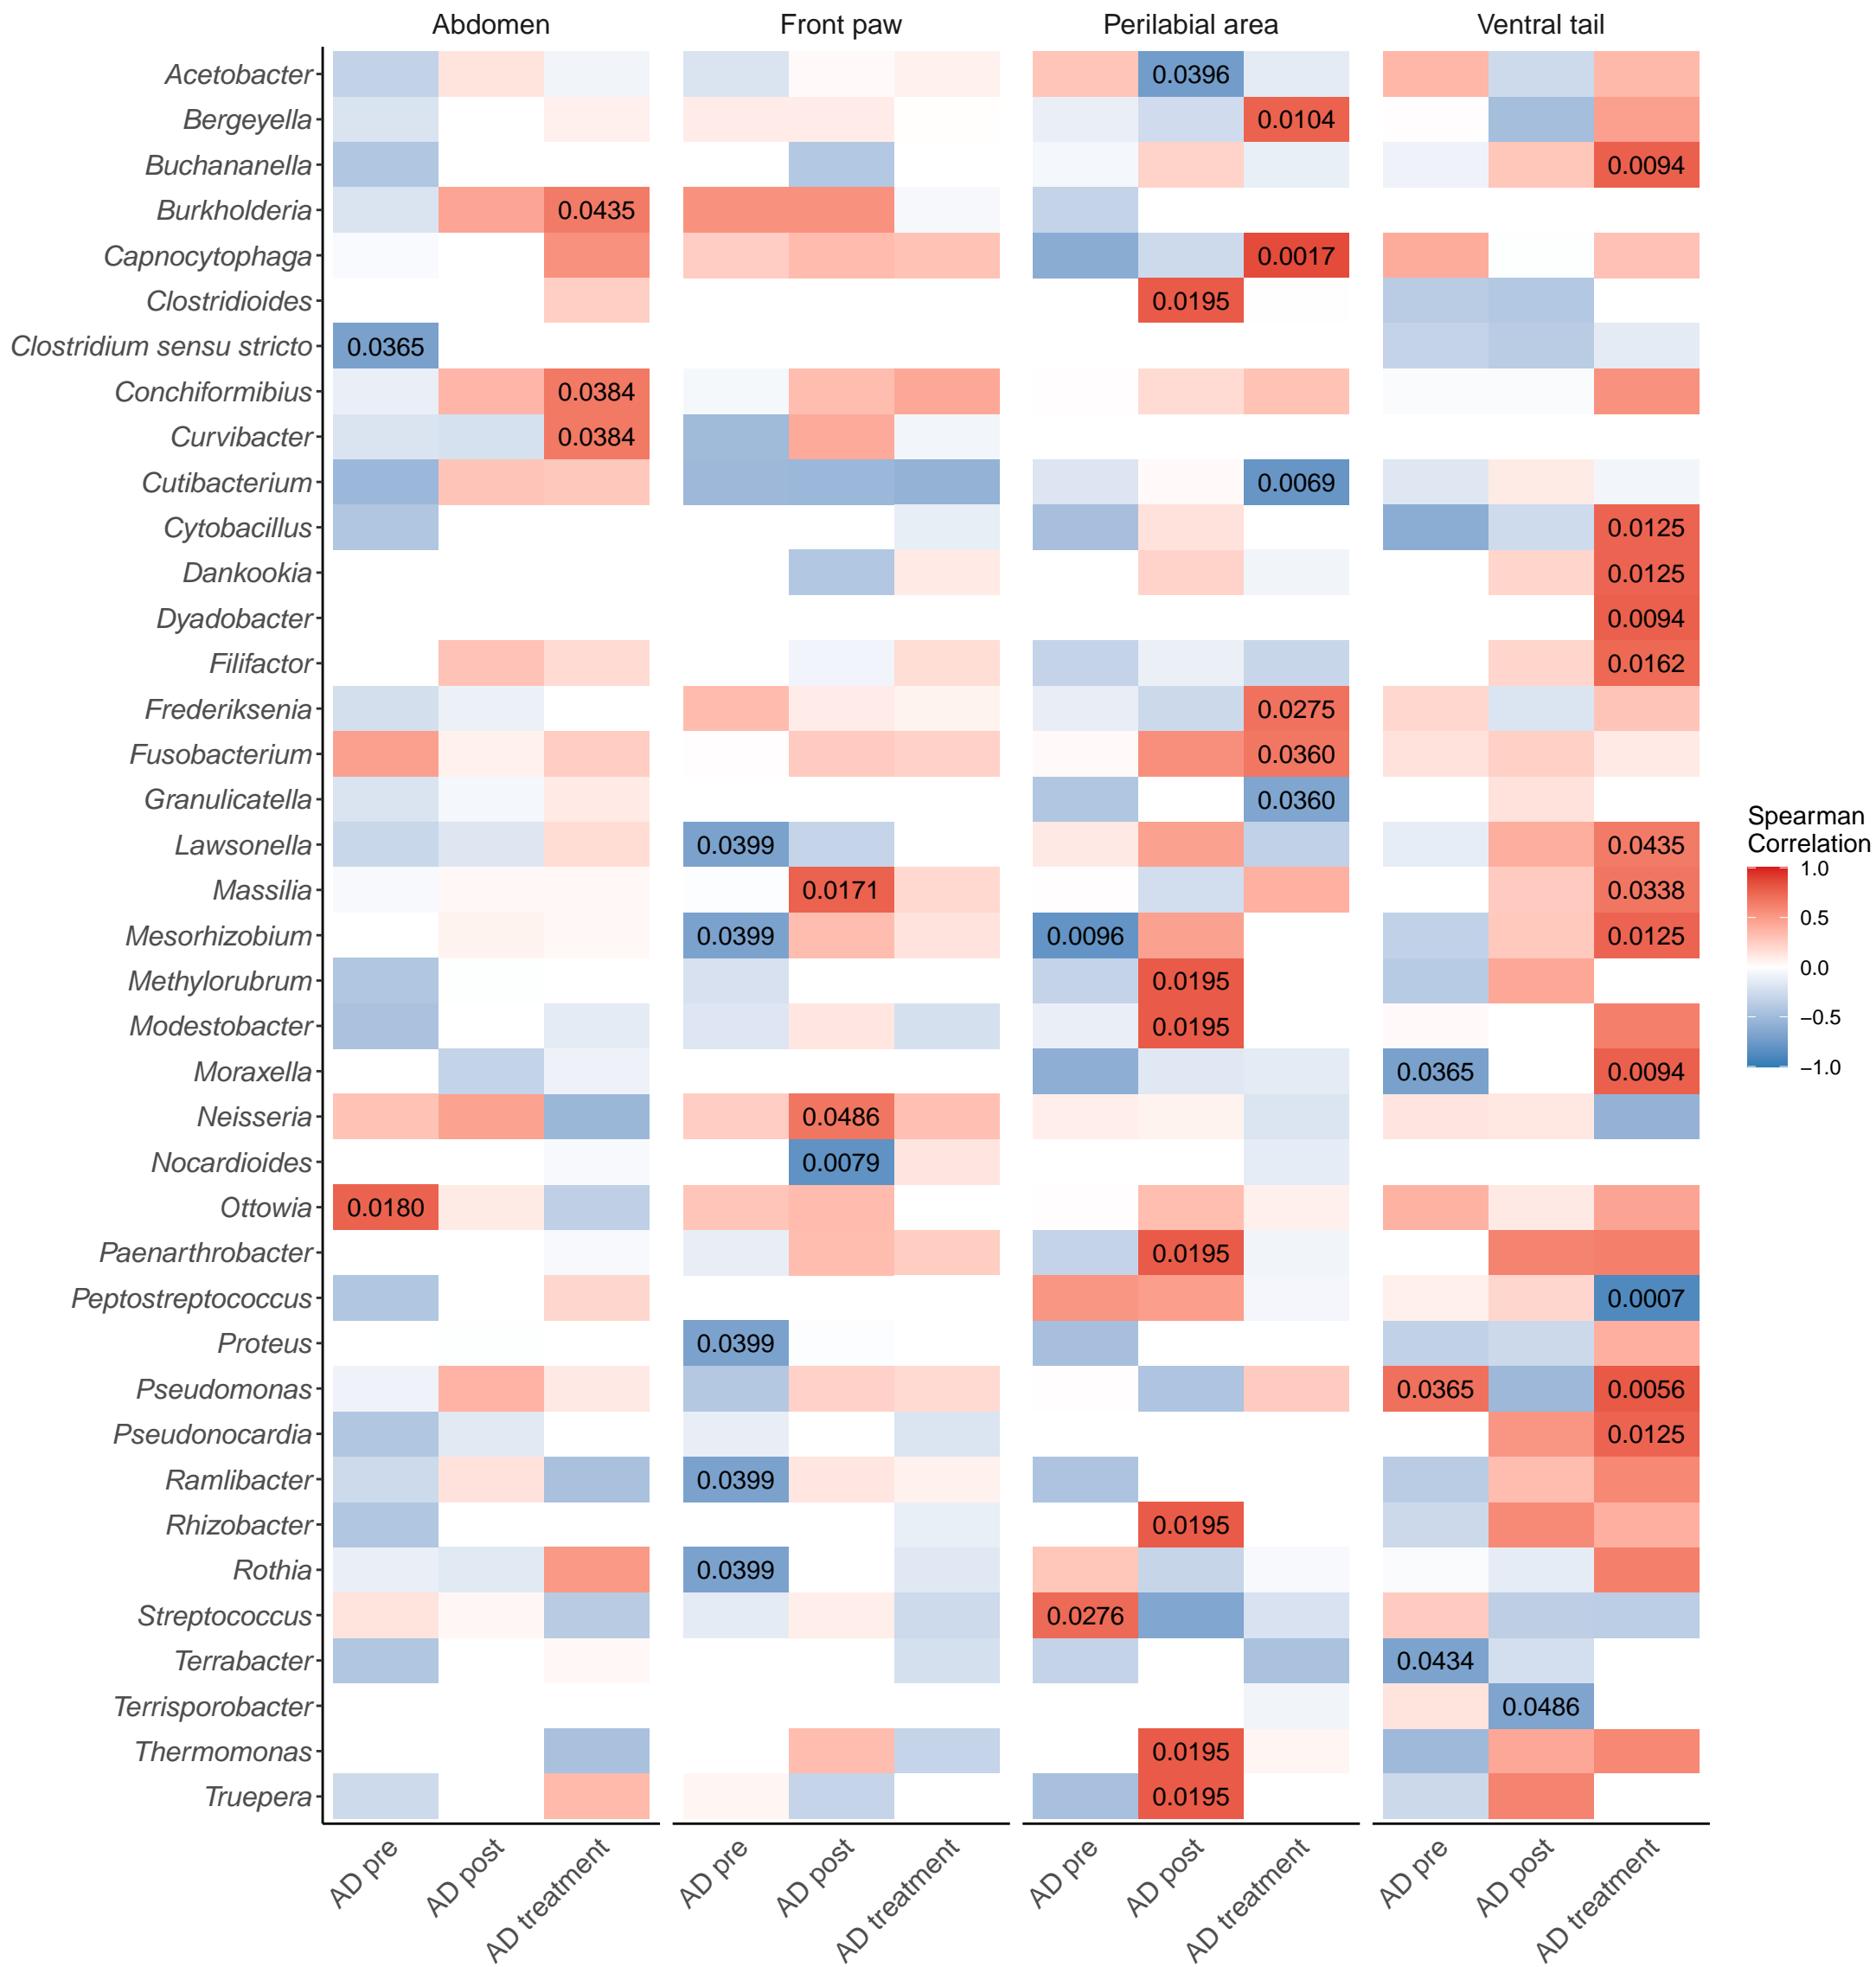 Abdomen Front paw Perilabial area Ventral tail
Acetobacter 0.0396
Bergeyella 0.0104
Buchananella 0.0094
Burkholderia 0.0435
Capnocytophaga 0.0017
Clostridioides 0.0195
Clostridium sensu stricto 0.0365
Conchiformibius 0.0384
Curvibacter 0.0384
Cutibacterium 0.0069
Cytobacillus 0.0125
Dankookia 0.0125
Dyadobacter 0.0094
Filifactor 0.0162
Frederiksenia 0.0275
Fusobacterium 0.0360
Granulicatella 0.0360
Lawsonella 0.0399 0.0435
Massilia 0.0171 0.0338
Mesorhizobium 0.0399 0.0096 0.0125
Methylorubrum 0.0195
Modestobacter 0.0195
Moraxella 0.0365 0.0094
Neisseria 0.0486
Nocardioides 0.0079
Ottowia 0.0180
Paenarthrobacter 0.0195
Peptostreptococcus 0.0007
Proteus 0.0399
Pseudomonas 0.0365 0.0056
Pseudonocardia 0.0125
Ramlibacter 0.0399
Rhizobacter 0.0195
Rothia 0.0399
Streptococcus 0.0276
Terrabacter 0.0434
Terrisporobacter 0.0486
Thermomonas 0.0195
Truepera 0.0195
AD pre AD post AD treatment AD pre AD post AD treatment AD pre AD post AD treatment AD pre AD post AD treatment
Spearman
Correlation
1.0
0.5
0.0
−0.5
−1.0